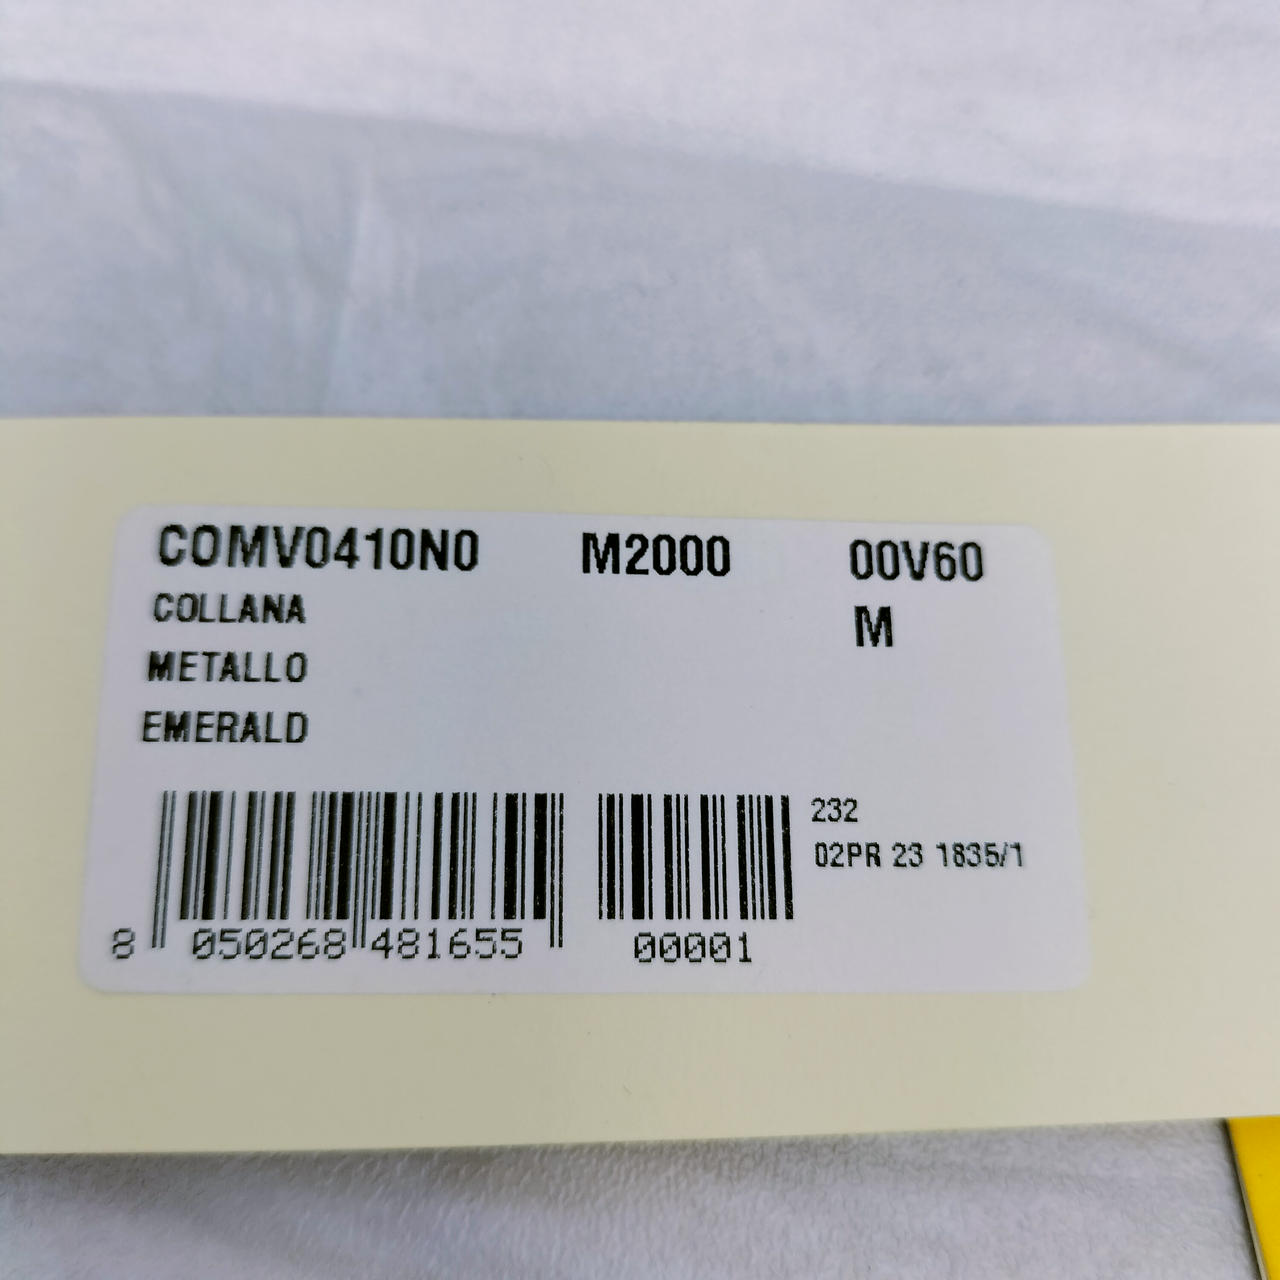 COMV0410N0 M2000 00V60
COLLANA M
METALLO
EMERALD
232
02PR 23 1835/1
8 050268 481655 00001